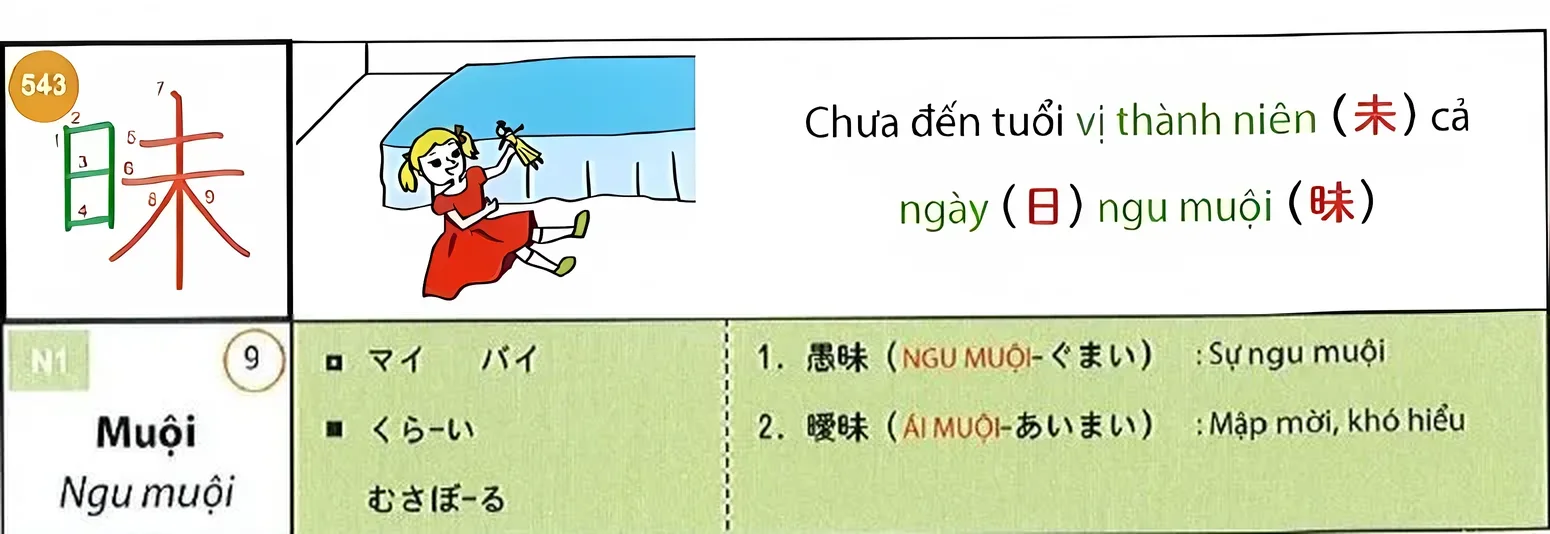 543
昧
1
2
3
4
5
6
7
8
9
Chưa đến tuổi vị thành niên (未) cả
ngày (日) ngu muội (昧)
N1
9
Muội
Ngu muội
マイ バイ
くら-い
むさぼ-る
1. 愚昧 (NGU MUỘI-ぐまい) : Sự ngu muội
2. 曖昧 (ÁI MUỘI-あいまい) : Mập mời, khó hiểu